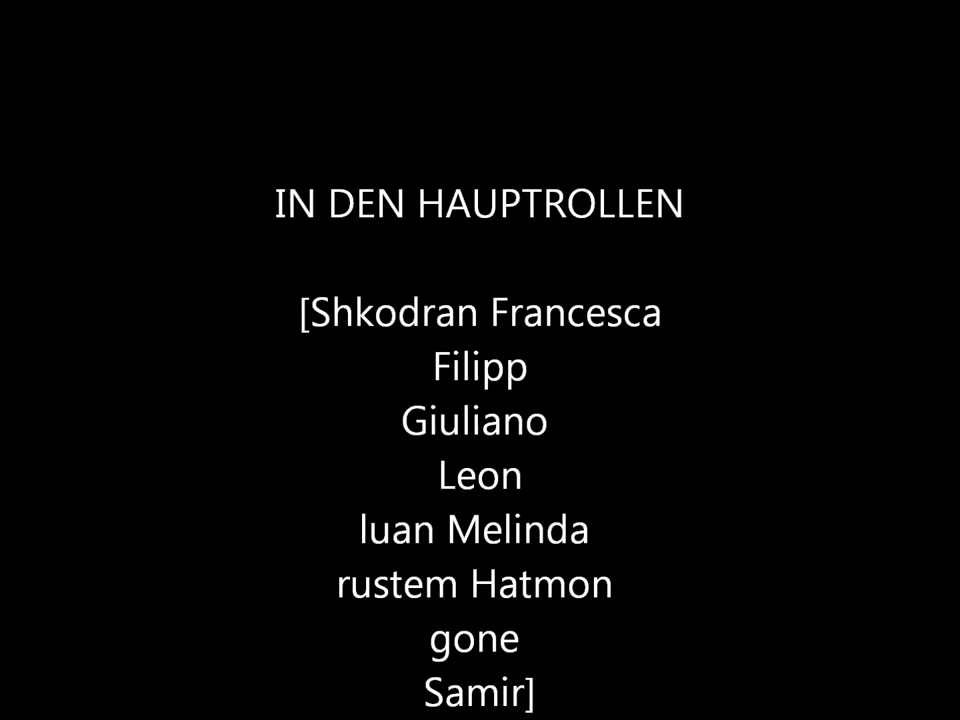 IN DEN HAUPTROLLEN
[Shkodran Francesca
Filipp
Giuliano
Leon
luan Melinda
rustem Hatmon
gone
Samir]